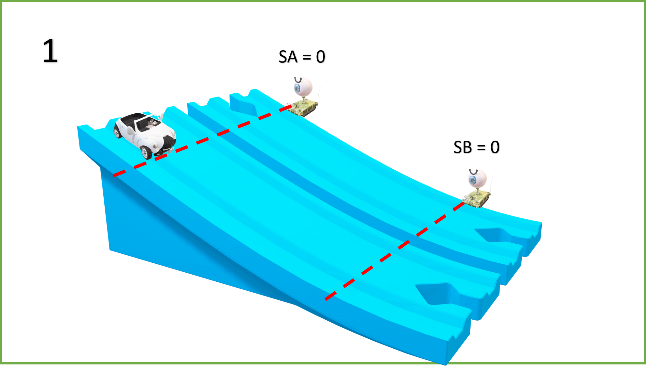 1
SA = 0
SB = 0